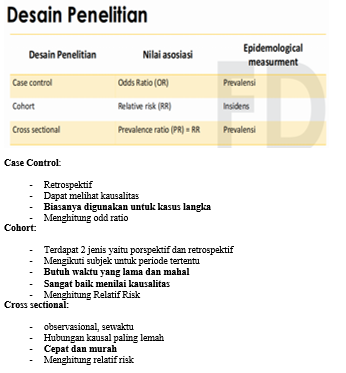 Desain Penelitian
Desain Penelitian Nilai asosiasi Epidemological measurment
Case control Odds Ratio (OR) Prevalensi
Cohort Relative risk (RR) Insidens
Cross sectional Prevalence ratio (PR) = RR Prevalensi
FD
Case Control:
- Retrospektif
- Dapat melihat kausalitas
- Biasanya digunakan untuk kasus langka
- Menghitung odd ratio
Cohort:
- Terdapat 2 jenis yaitu porspektif dan retrospektif
- Mengikuti subjek untuk periode tertentu
- Butuh waktu yang lama dan mahal
- Sangat baik menilai kausalitas
- Menghitung Relatif Risk
Cross sectional:
- observasional, sewaktu
- Hubungan kausal paling lemah
- Cepat dan murah
- Menghitung relatif risk